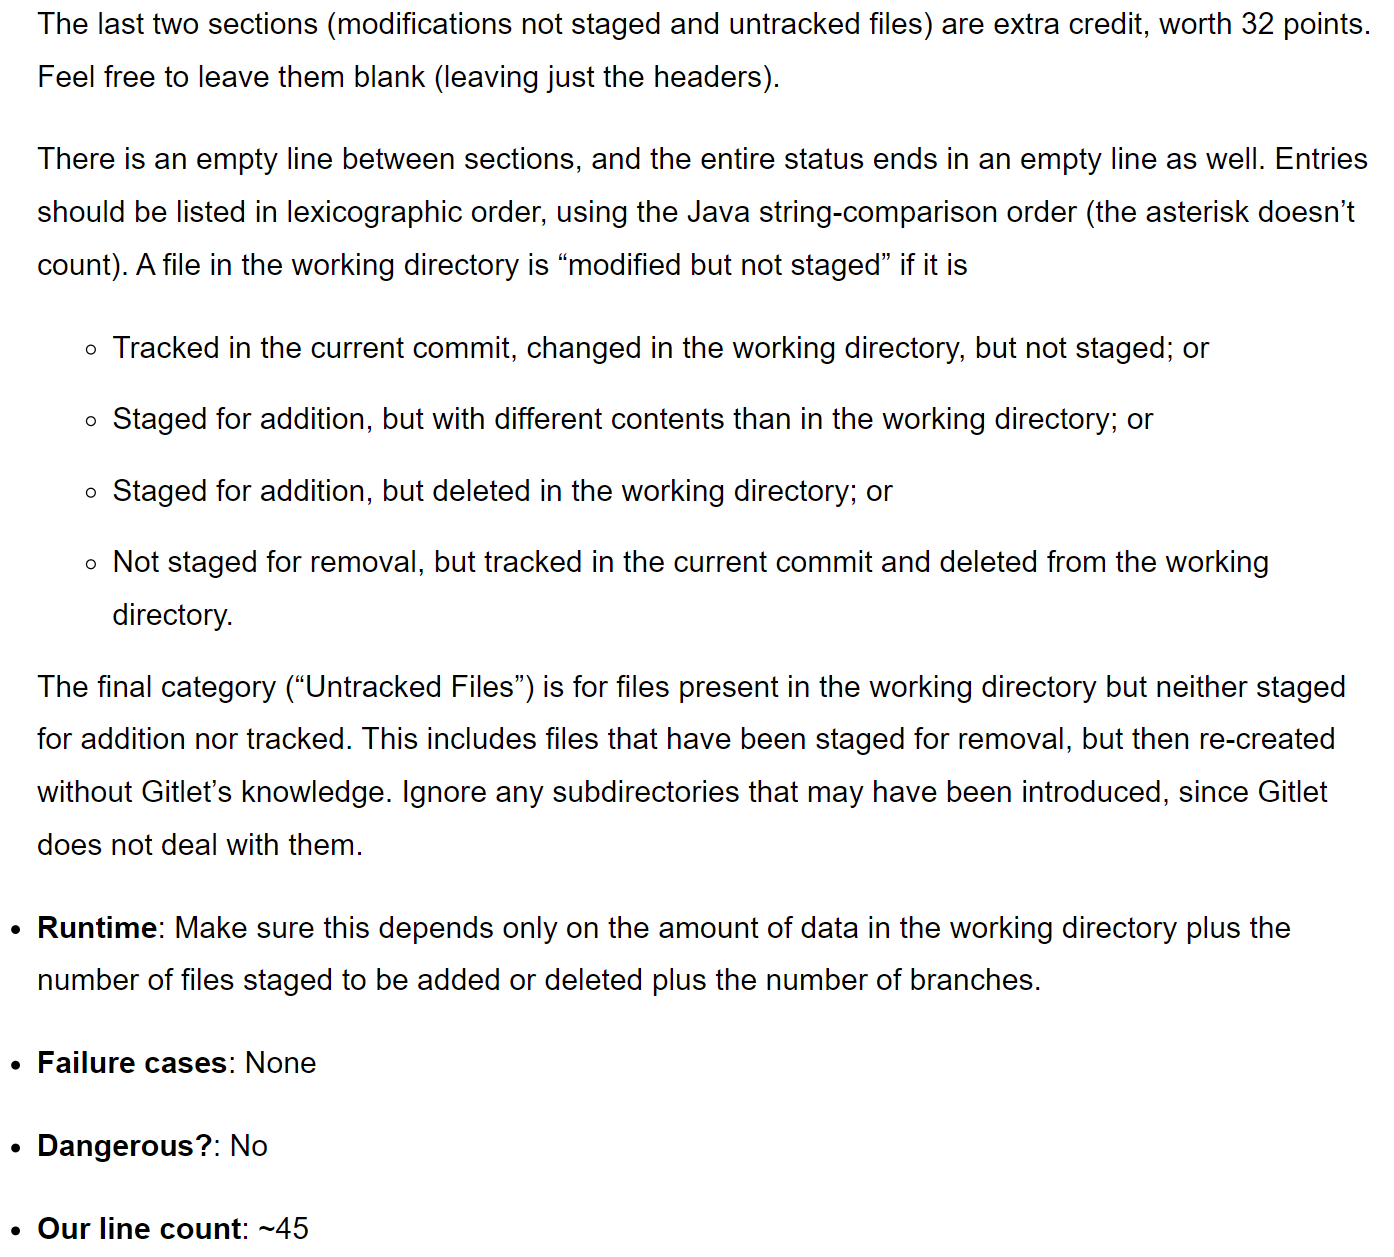 The last two sections (modifications not staged and untracked files) are extra credit, worth 32 points.
Feel free to leave them blank (leaving just the headers).
There is an empty line between sections, and the entire status ends in an empty line as well. Entries
should be listed in lexicographic order, using the Java string-comparison order (the asterisk doesn’t
count). A file in the working directory is “modified but not staged” if it is
Tracked in the current commit, changed in the working directory, but not staged; or
Staged for addition, but with different contents than in the working directory; or
Staged for addition, but deleted in the working directory; or
Not staged for removal, but tracked in the current commit and deleted from the working
directory.
The final category (“Untracked Files”) is for files present in the working directory but neither staged
for addition nor tracked. This includes files that have been staged for removal, but then re-created
without Gitlet’s knowledge. Ignore any subdirectories that may have been introduced, since Gitlet
does not deal with them.
Runtime: Make sure this depends only on the amount of data in the working directory plus the
number of files staged to be added or deleted plus the number of branches.
Failure cases: None
Dangerous?: No
Our line count: ~45